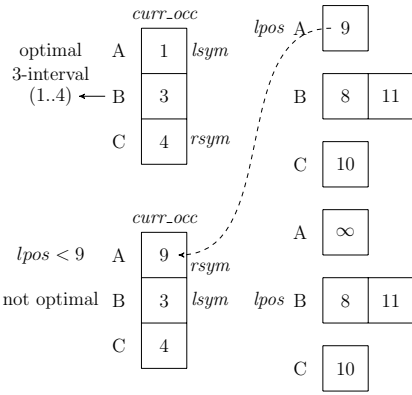 curr_occ
lpos A 9
optimal A 1 lsym
3-interval
(1..4) B 3
B 8 11
C 4 rsym
C 10
curr_occ
A ∞
lpos < 9 A 9 rsym
not optimal B 3 lsym
lpos B 8 11
C 4
C 10